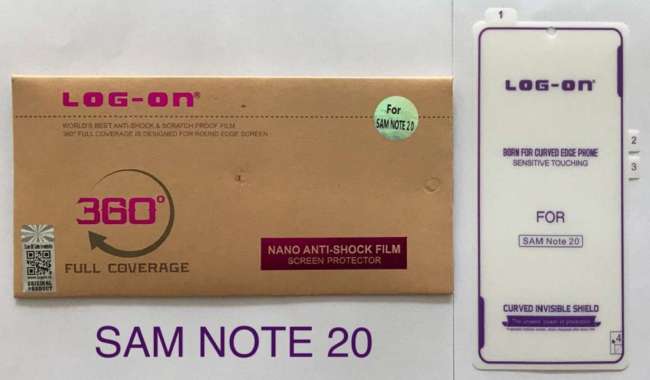 LOG-ON®
WORLD'S BEST ANTI-SHOCK & SCRATCH PROOF FILM
360° FULL COVERAGE IS DESIGNED FOR ROUND EDGE SCREEN
For
SAM NOTE 20
360°
FULL COVERAGE
NANO ANTI-SHOCK FILM
SCREEN PROTECTOR
ORIGINAL
PRODUCT
SAM NOTE 20
1
LOG-ON®
2
3
BORN FOR CURVED EDGE PHONE
SENSITIVE TOUCHING
FOR
SAM Note 20
CURVED INVISIBLE SHIELD
4